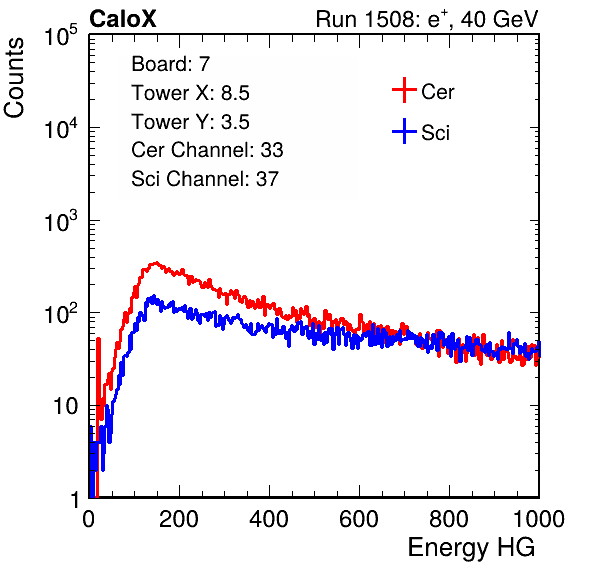 CaloX Run 1508: e⁺, 40 GeV
Board: 7
Tower X: 8.5
Tower Y: 3.5
Cer Channel: 33
Sci Channel: 37
Cer
Sci
Counts
10⁵
10⁴
10³
10²
10
1
0 200 400 600 800 1000
Energy HG